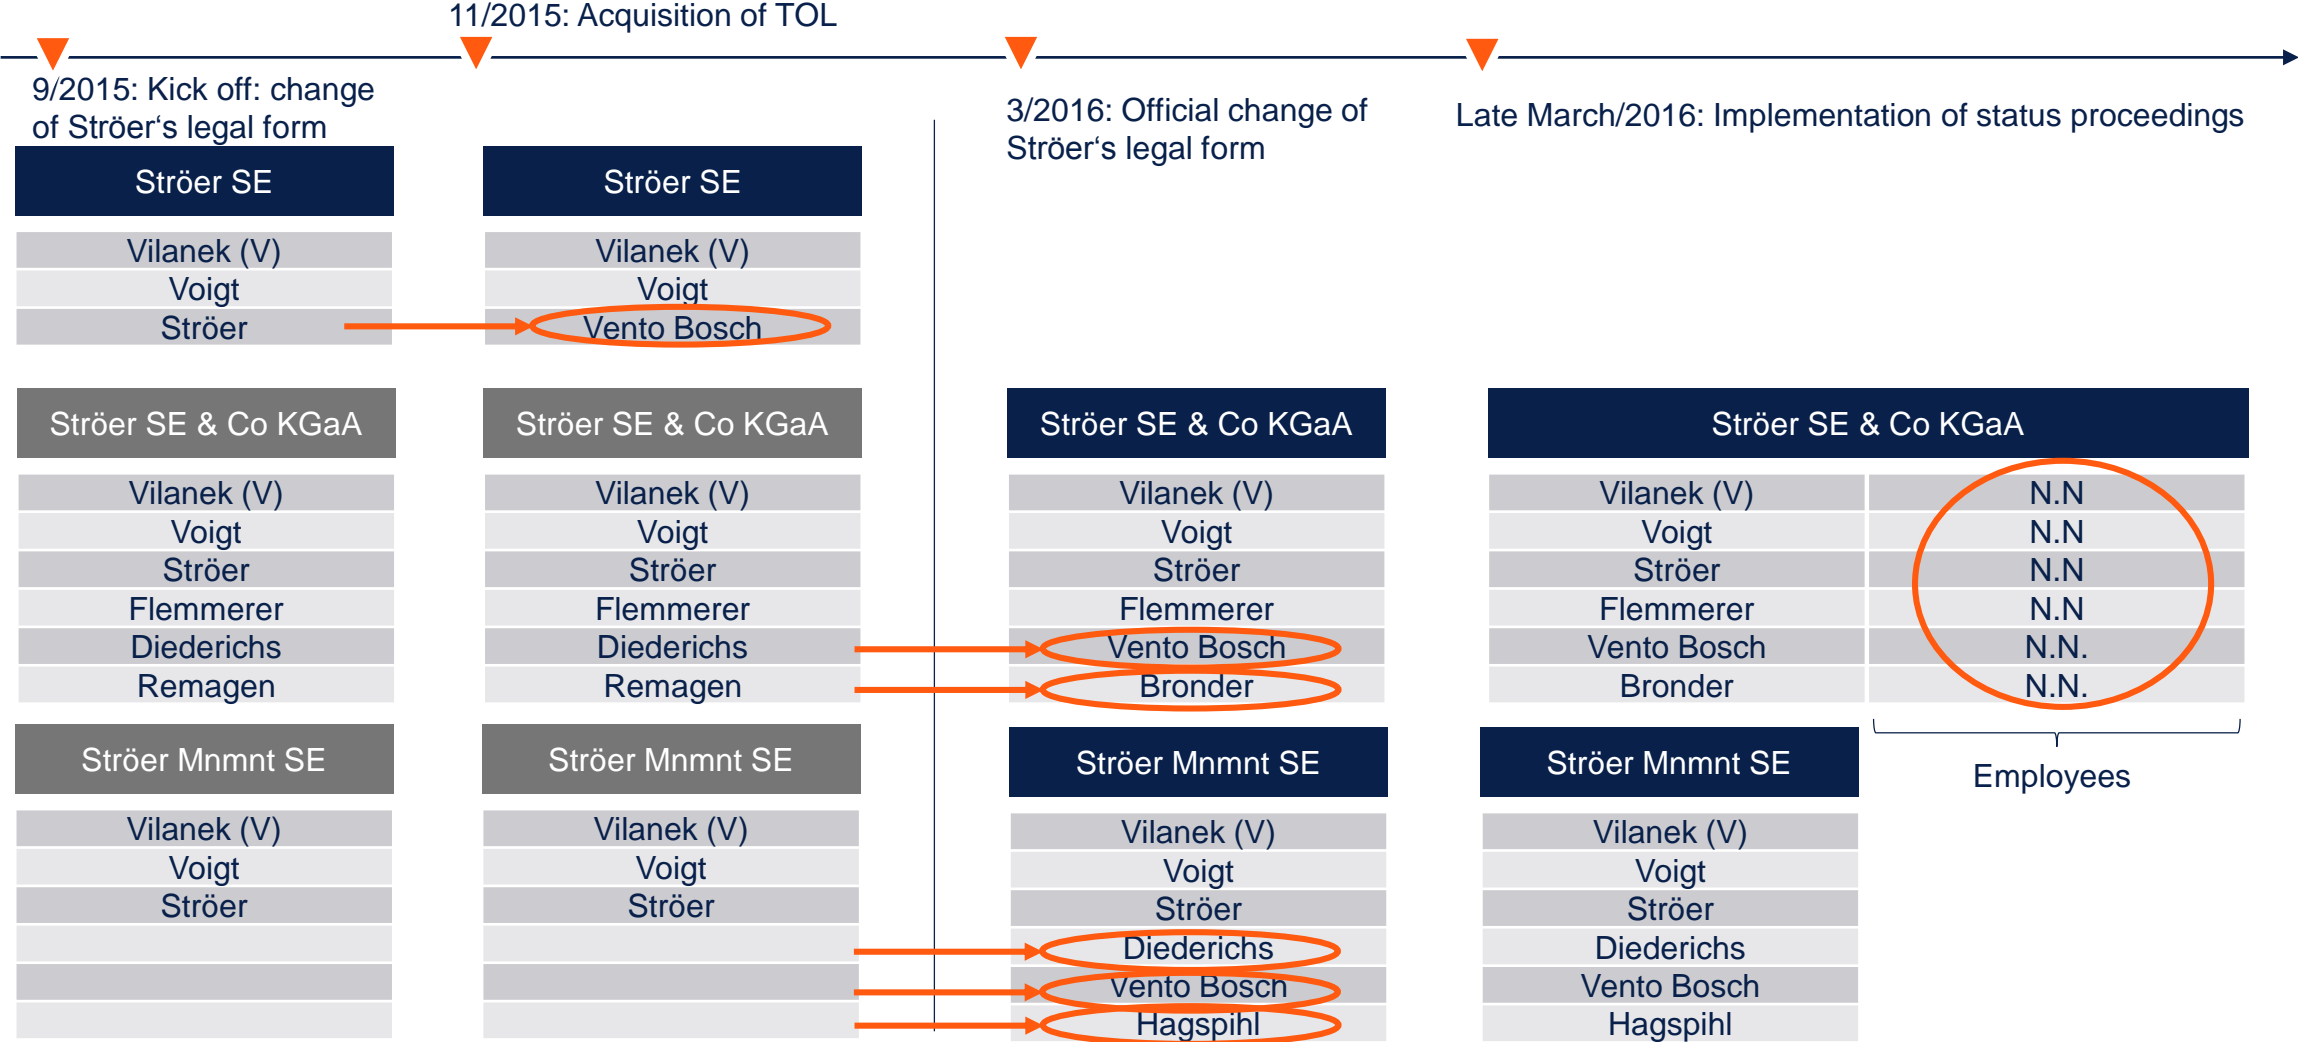 11/2015: Acquisition of TOL
9/2015: Kick off: change
of Ströer‘s legal form
3/2016: Official change of
Ströer‘s legal form
Late March/2016: Implementation of status proceedings
Ströer SE
Vilanek (V)
Voigt
Ströer
Ströer SE
Vilanek (V)
Voigt
Vento Bosch
Ströer SE & Co KGaA
Vilanek (V)
Voigt
Ströer
Flemmerer
Diederichs
Remagen
Ströer SE & Co KGaA
Vilanek (V)
Voigt
Ströer
Flemmerer
Diederichs
Remagen
Ströer SE & Co KGaA
Vilanek (V)
Voigt
Ströer
Flemmerer
Vento Bosch
Bronder
Ströer SE & Co KGaA
Vilanek (V) N.N
Voigt N.N
Ströer N.N
Flemmerer N.N
Vento Bosch N.N.
Bronder N.N.
Employees
Ströer Mnmnt SE
Vilanek (V)
Voigt
Ströer
Ströer Mnmnt SE
Vilanek (V)
Voigt
Ströer
Ströer Mnmnt SE
Vilanek (V)
Voigt
Ströer
Diederichs
Vento Bosch
Hagspihl
Ströer Mnmnt SE
Vilanek (V)
Voigt
Ströer
Diederichs
Vento Bosch
Hagspihl